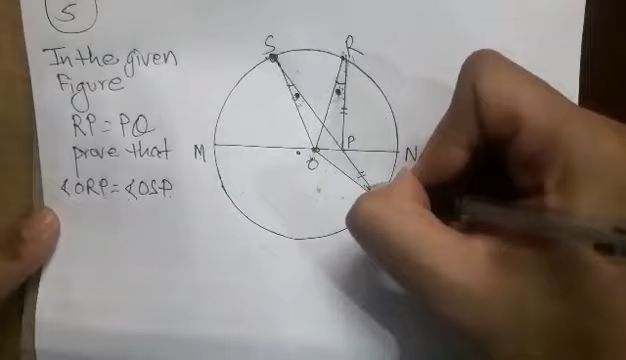 5
In the given
Figure
RP = PQ
prove that
∢ORP = ∢OSP.
S
R
M
O
P
N